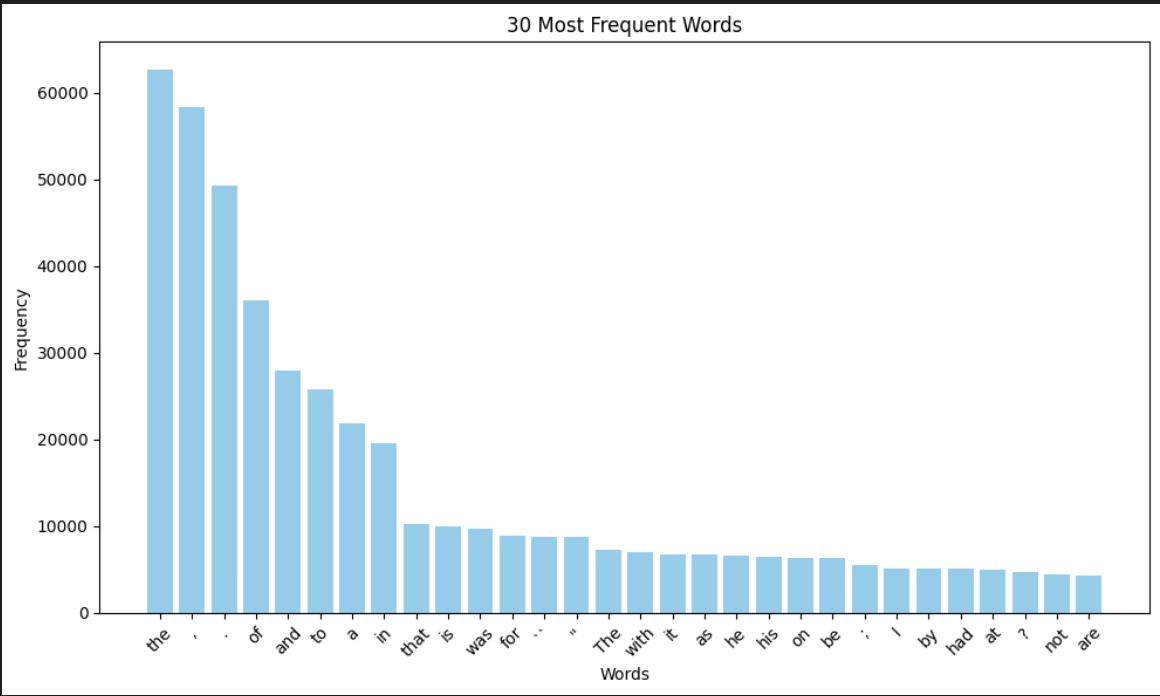 30 Most Frequent Words
60000
50000
40000
30000
20000
10000
0
Frequency
the , . of and to a in that is was for `` '' The with it as he his on be ; I by had at ? not are
Words